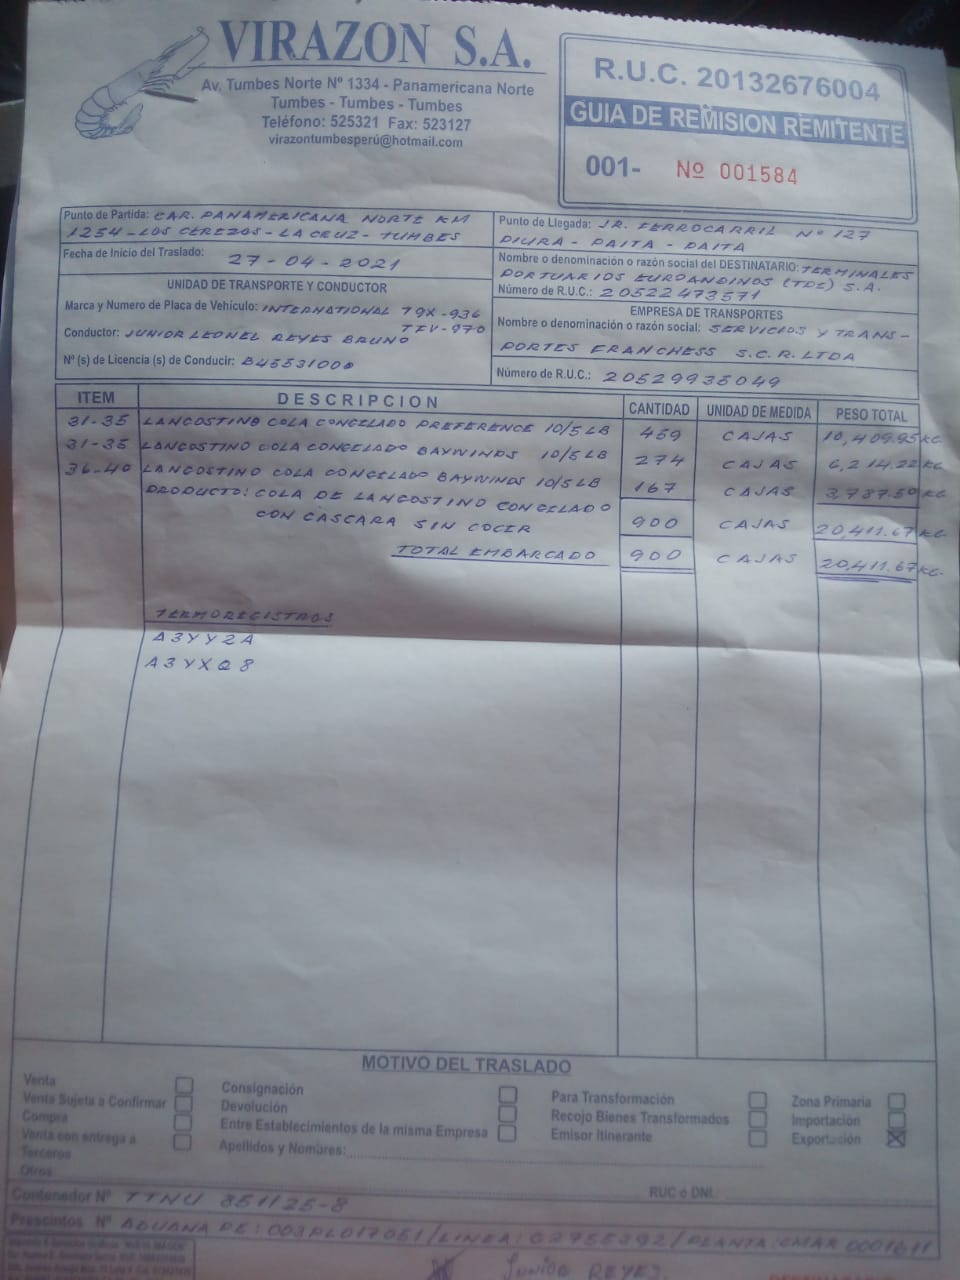 VIRAZON S.A.
Av. Tumbes Norte Nº 1334 - Panamericana Norte
Tumbes - Tumbes - Tumbes
Teléfono: 525321 Fax: 523127
virazontumbesperú@hotmail.com
R.U.C. 20132676004
GUIA DE REMISION REMITENTE
001- Nº 001584
Punto de Partida: CAR. PANAMERICANA NORTE KM
1254-LOS CEREZOS-LA CRUZ-TUMBES
Punto de Llegada: JR. FERROCARRIL Nº 127
PIURA - PAITA - PAITA
Fecha de Inicio del Traslado: 27-04-2021
Nombre o denominación o razón social del DESTINATARIO: TERMINALES
PORTUARIOS EUROANDINOS (TPE) S.A.
Número de R.U.C.: 20522473571
UNIDAD DE TRANSPORTE Y CONDUCTOR
Marca y Numero de Placa de Vehículo: INTERNATIONAL T9X-936
TFV-970
Conductor: JUNIOR LEONEL REYES BRUNO
Nº (s) de Licencia (s) de Conducir:
EMPRESA DE TRANSPORTES
Nombre o denominación o razón social: SERVICIOS Y TRANS-
PORTES FRANCHESS S.C.R. LTDA
Número de R.U.C.: 20529935049
ITEM DESCRIPCION CANTIDAD UNIDAD DE MEDIDA PESO TOTAL
31-35 LANGOSTINO COLA CONGELADO PREFERENCE 10/5 LB 459 CAJAS 10,409.95 KG.
31-35 LANGOSTINO COLA CONGELADO BAYWINDS 10/5 LB 274 CAJAS 6,214.22 KG
36-40 LANGOSTINO COLA CONGELADO BAYWINDS 10/5 LB 167 CAJAS 3,787.50 KG
PRODUCTO: COLA DE LANGOSTINO CONGELADO
CON CASCARA SIN COCER 900 CAJAS 20,411.67 KG.
TOTAL EMBARCADO 900 CAJAS 20,411.67 KG.
TERMOREGISTROS
A3YY2A
A3YXQ8
MOTIVO DEL TRASLADO
Venta
Venta Sujeta a Confirmar
Compra
Venta con entrega a
Terceros
Otros
Consignación
Devolución
Entre Establecimientos de la misma Empresa
Apellidos y Nombres:
Para Transformación
Recojo Bienes Transformados
Emisor Itinerante
Zona Primaria
Importación
Exportación
RUC ó DNI.
Contenedor Nº TTNU 851125-8
Prescintos Nº ADUANA PE: 003PL017051/LINEA: 02755292/PLANTA: CMAR 0001611
Junior REYES.